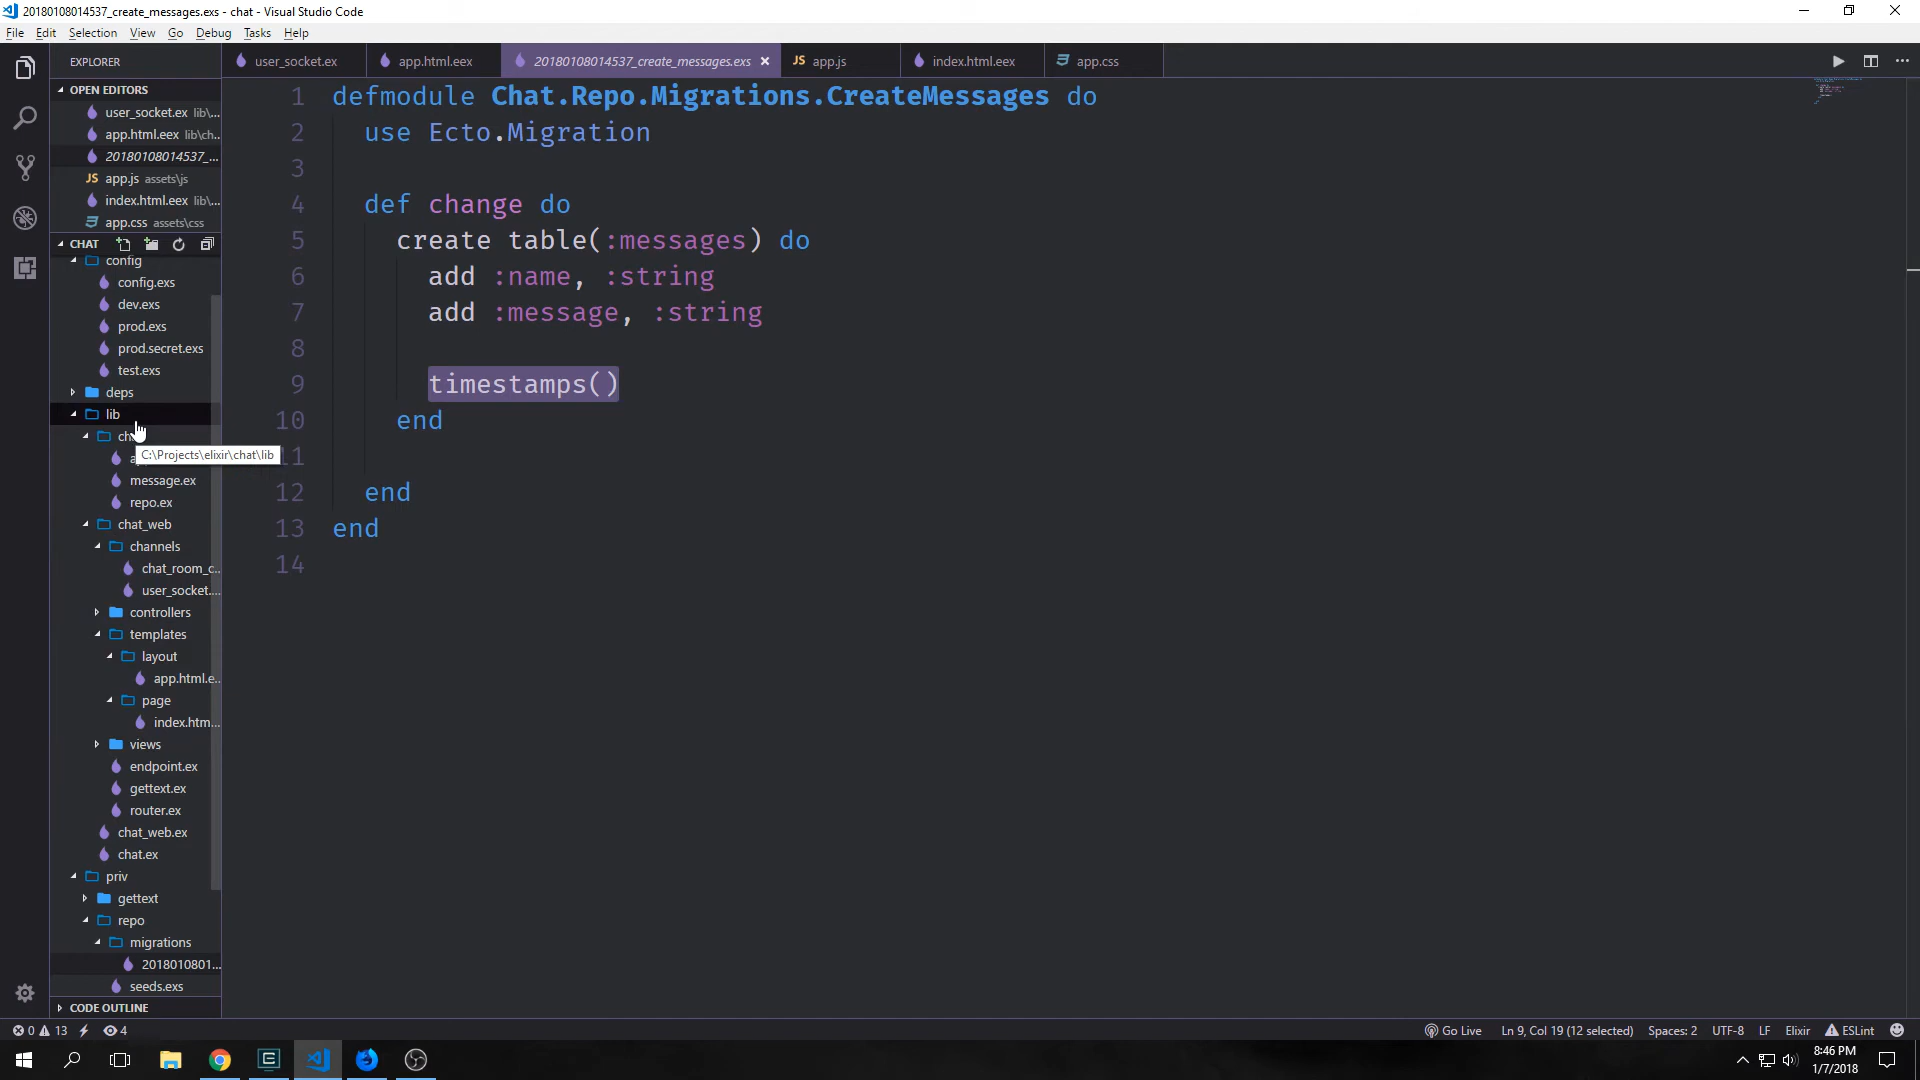 20180108014537_create_messages.exs - chat - Visual Studio Code
File Edit Selection View Go Debug Tasks Help
EXPLORER
user_socket.ex
app.html.eex
20180108014537_create_messages.exs
JS app.js
index.html.eex
app.css
OPEN EDITORS
user_socket.ex lib\...
app.html.eex lib\ch...
20180108014537_...
JS app.js assets\js
index.html.eex lib\...
app.css assets\css
CHAT
config
config.exs
dev.exs
prod.exs
prod.secret.exs
test.exs
deps
lib
C:\Projects\elixir\chat\lib
message.ex
repo.ex
chat_web
channels
chat_room_c...
user_socket....
controllers
templates
layout
app.html.e...
page
index.htm...
views
endpoint.ex
gettext.ex
router.ex
chat_web.ex
chat.ex
priv
gettext
repo
migrations
2018010801...
seeds.exs
CODE OUTLINE
1 defmodule Chat.Repo.Migrations.CreateMessages do
2 use Ecto.Migration
3
4 def change do
5 create table(:messages) do
6 add :name, :string
7 add :message, :string
8
9 timestamps()
10 end
11
12 end
13 end
14
0 13 4
Go Live Ln 9, Col 19 (12 selected) Spaces: 2 UTF-8 LF Elixir ESLint
8:46 PM
1/7/2018